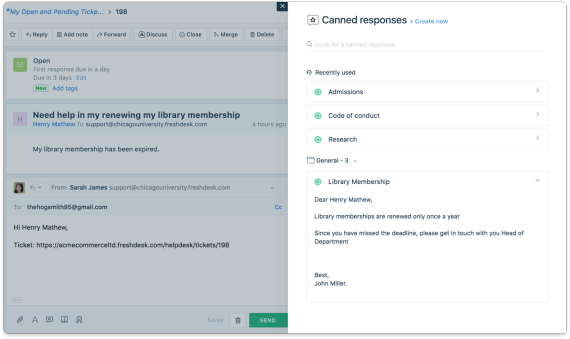 My Open and Pending Ticke... > 198
Reply
Add note
Forward
Discuss
Close
Merge
Delete
Open
First response due in a day
Due in 3 days Edit
New Add tags
H
Need help in my renewing my library membership
Henry Mathew To: support@chicagouniversity.freshdesk.com
4 hours ago
My library membership has been expired.
From: Sarah James support@chicagouniversity.freshdesk.com
To: thehogsmith95@gmail.com
Cc
Hi Henry Mathew,
Ticket: https://acmecommerceltd.freshdesk.com/helpdesk/tickets/198
Saved
SEND
Canned responses + Create new
Look for a canned response
Recently used
Admissions
Code of conduct
Research
General - 3
Library Membership
Dear Henry Mathew,
Library memberships are renewed only once a year
Since you have missed the deadline, please get in touch with you Head of
Department
Best,
John Miller.